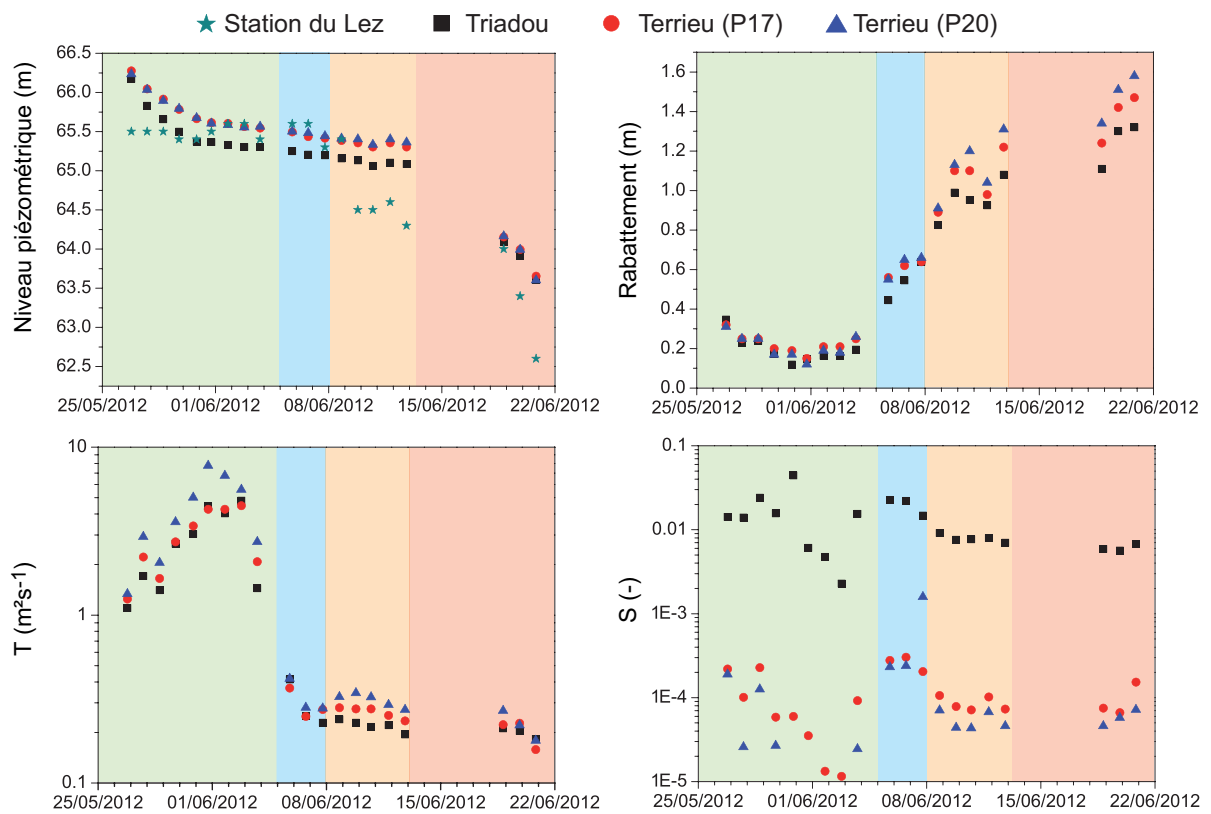 Station du Lez Triadou Terrieu (P17) Terrieu (P20)
Niveau piézométrique (m)
66.5
66.0
65.5
65.0
64.5
64.0
63.5
63.0
62.5
25/05/2012 01/06/2012 08/06/2012 15/06/2012 22/06/2012
Rabattement (m)
1.6
1.4
1.2
1.0
0.8
0.6
0.4
0.2
0.0
25/05/2012 01/06/2012 08/06/2012 15/06/2012 22/06/2012
T (m²s⁻¹)
10
1
0.1
25/05/2012 01/06/2012 08/06/2012 15/06/2012 22/06/2012
S (-)
0.1
0.01
1E-3
1E-4
1E-5
25/05/2012 01/06/2012 08/06/2012 15/06/2012 22/06/2012